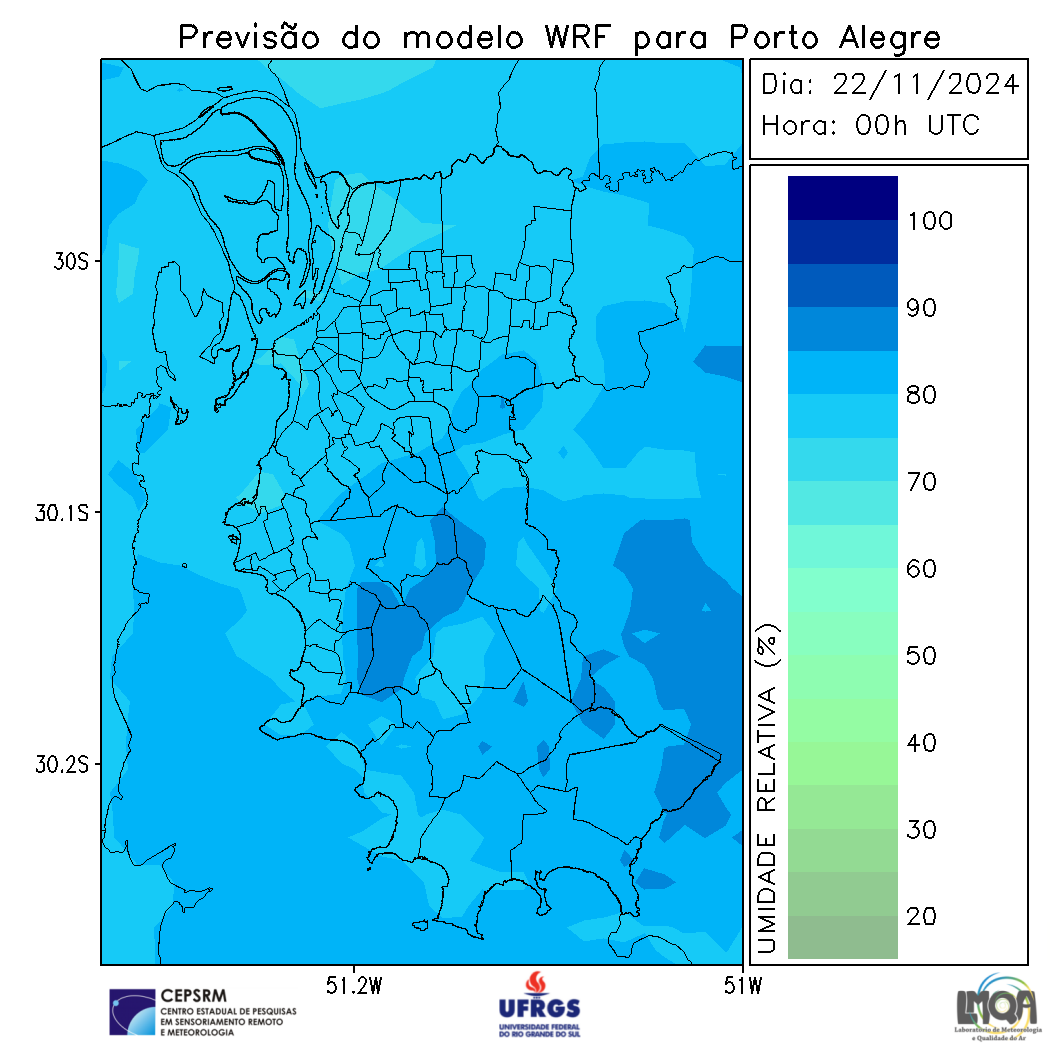 Previsão do modelo WRF para Porto Alegre
Dia: 22/11/2024
Hora: 00h UTC
100
90
80
70
60
50
40
30
20
UMIDADE RELATIVA (%)
30S
30.1S
30.2S
51.2W
51W
CEPSRM
CENTRO ESTADUAL DE PESQUISAS
EM SENSORIAMENTO REMOTO
E METEOROLOGIA
UFRGS
UNIVERSIDADE FEDERAL
DO RIO GRANDE DO SUL
LMQA
Laboratório de Meteorologia
e Qualidade do Ar